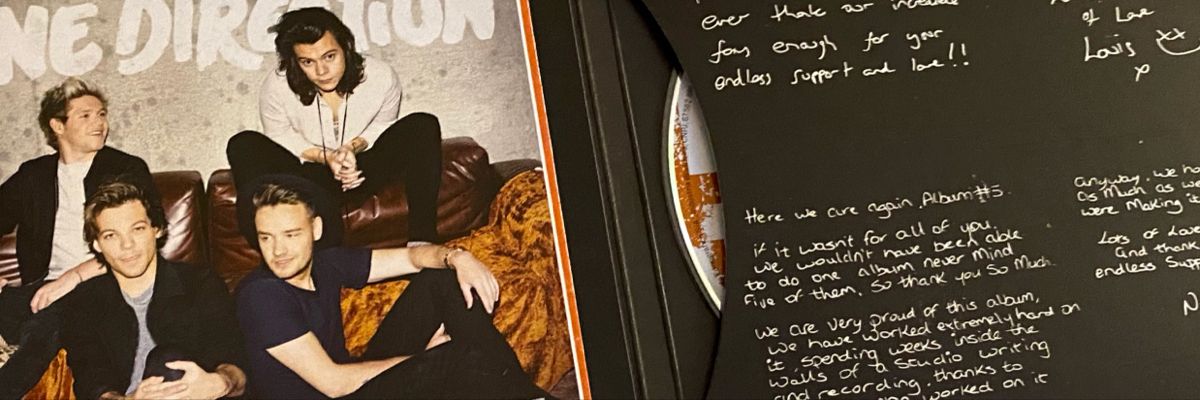 NE DIRECTION
ever thank our incredible
fans enough for your
endless support and love!!
of Love
Louis xx
x
Here we are again, Album #5.
if it wasn't for all of you,
we wouldn't have been able
to do one album never mind
five of them. So thank you so much.
We are very proud of this album,
we have worked extremely hard on
it, spending weeks inside the
walls of a studio writing
and recording, thanks to
worked on it
anyway, we ho
as much as we
were making it
Lots of Love
and thank
endless Supp
N